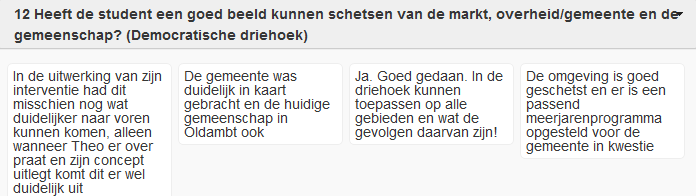 12 Heeft de student een goed beeld kunnen schetsen van de markt, overheid/gemeente en de
gemeenschap? (Democratische driehoek)
In de uitwerking van zijn
interventie had dit
misschien nog wat
duidelijker naar voren
kunnen komen, alleen
wanneer Theo er over
praat en zijn concept
uitlegt komt dit er wel
duidelijk uit
De gemeente was
duidelijk in kaart
gebracht en de huidige
gemeenschap in
Oldambt ook
Ja. Goed gedaan. In de
driehoek kunnen
toepassen op alle
gebieden en wat de
gevolgen daarvan zijn!
De omgeving is goed
geschetst en er is een
passend
meerjarenprogramma
opgesteld voor de
gemeente in kwestie